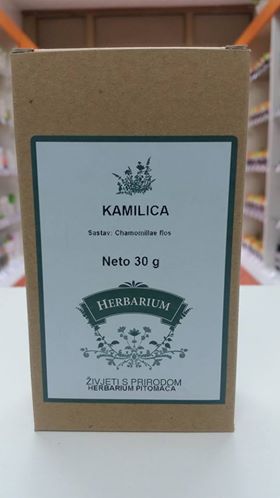 KAMILICA
Sastav: Chamomillae flos
Neto 30 g
HERBARIUM
ŽIVJETI S PRIRODOM
HERBARIUM PITOMAČA